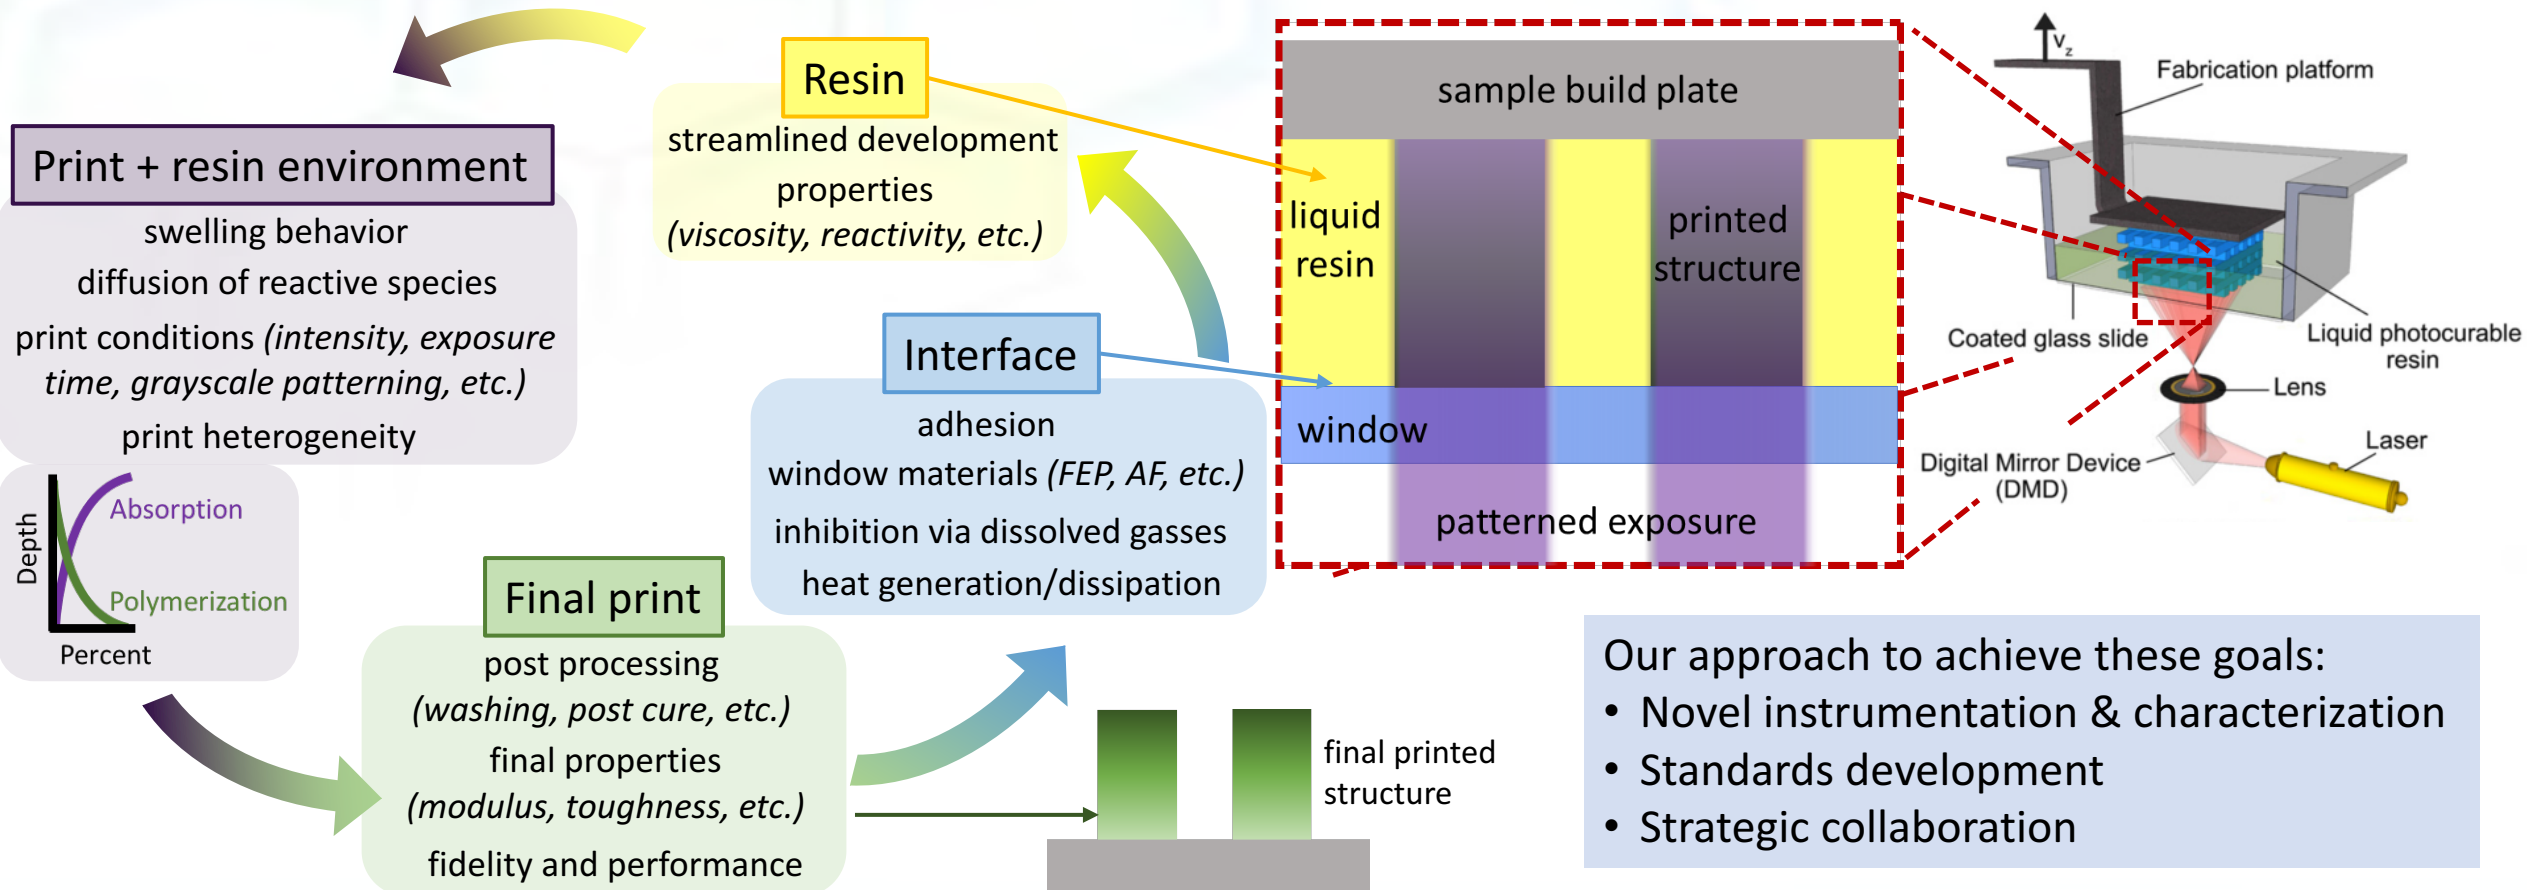 Resin
streamlined development
properties
(viscosity, reactivity, etc.)
Print + resin environment
swelling behavior
diffusion of reactive species
print conditions (intensity, exposure
time, grayscale patterning, etc.)
print heterogeneity
Depth
Absorption
Polymerization
Percent
Interface
adhesion
window materials (FEP, AF, etc.)
inhibition via dissolved gasses
heat generation/dissipation
Final print
post processing
(washing, post cure, etc.)
final properties
(modulus, toughness, etc.)
fidelity and performance
final printed
structure
sample build plate
liquid
resin
printed
structure
window
patterned exposure
Vz
Fabrication platform
Coated glass slide
Liquid photocurable
resin
Lens
Laser
Digital Mirror Device
(DMD)
Our approach to achieve these goals:
• Novel instrumentation & characterization
• Standards development
• Strategic collaboration